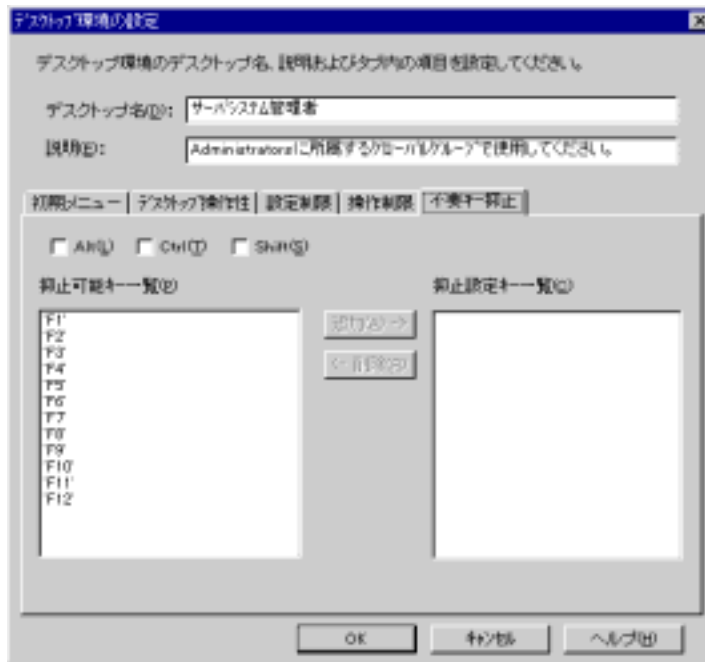 デスクトップ環境の設定
デスクトップ環境のデスクトップ名、説明およびタブ内の項目を設定してください。
デスクトップ名(D): サーバシステム管理者
説明(E): Administratorsに所属するグローバルグループで使用してください。
初期メニュー デスクトップ操作性 設定制限 操作制限 不要キー抑止
Alt(L) Ctrl(T) Shift(S)
抑止可能キー一覧(P) 抑止設定キー一覧(C)
'F1'
'F2'
'F3'
'F4'
'F5'
'F6'
'F7'
'F8'
'F9'
'F10'
'F11'
'F12'
追加(A) ->
<- 削除(R)
OK キャンセル ヘルプ(H)